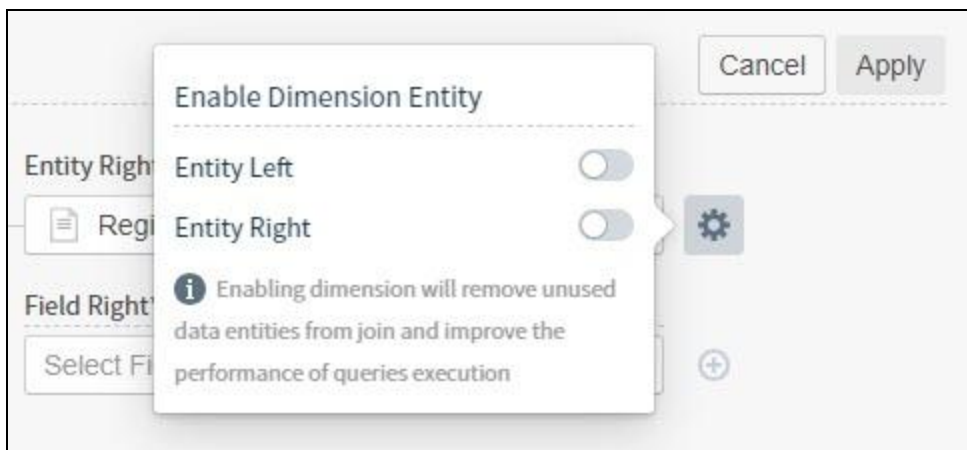 Cancel Apply
Enable Dimension Entity
Entity Righ
Entity Left
Regi
Entity Right
Enabling dimension will remove unused
Field Right
data entities from join and improve the
Select Fi
performance of queries execution